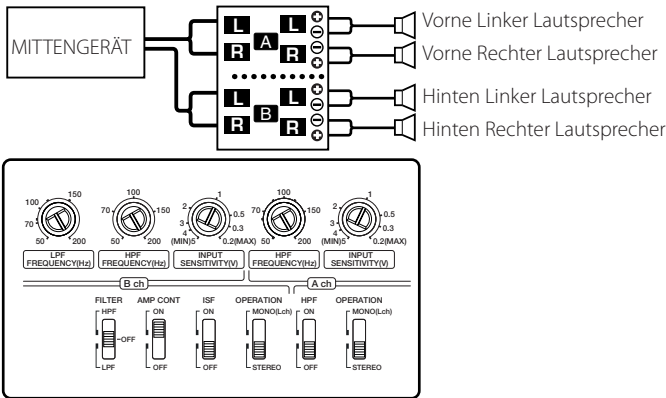 MITTENGERÄT
L L Vorne Linker Lautsprecher
A
R R Vorne Rechter Lautsprecher
L L Hinten Linker Lautsprecher
B
R R Hinten Rechter Lautsprecher
70 100 150
50 200
LPF
FREQUENCY(Hz)
70 100 150
50 200
HPF
FREQUENCY(Hz)
1
2 0.5
3 0.3
4
(MIN)5 0.2(MAX)
INPUT
SENSITIVITY(V)
70 100 150
50 200
HPF
FREQUENCY(Hz)
1
2 0.5
3 0.3
4
(MIN)5 0.2(MAX)
INPUT
SENSITIVITY(V)
B ch A ch
FILTER AMP CONT ISF OPERATION HPF OPERATION
HPF ON ON MONO(Lch) ON MONO(Lch)
OFF
LPF OFF OFF STEREO OFF STEREO